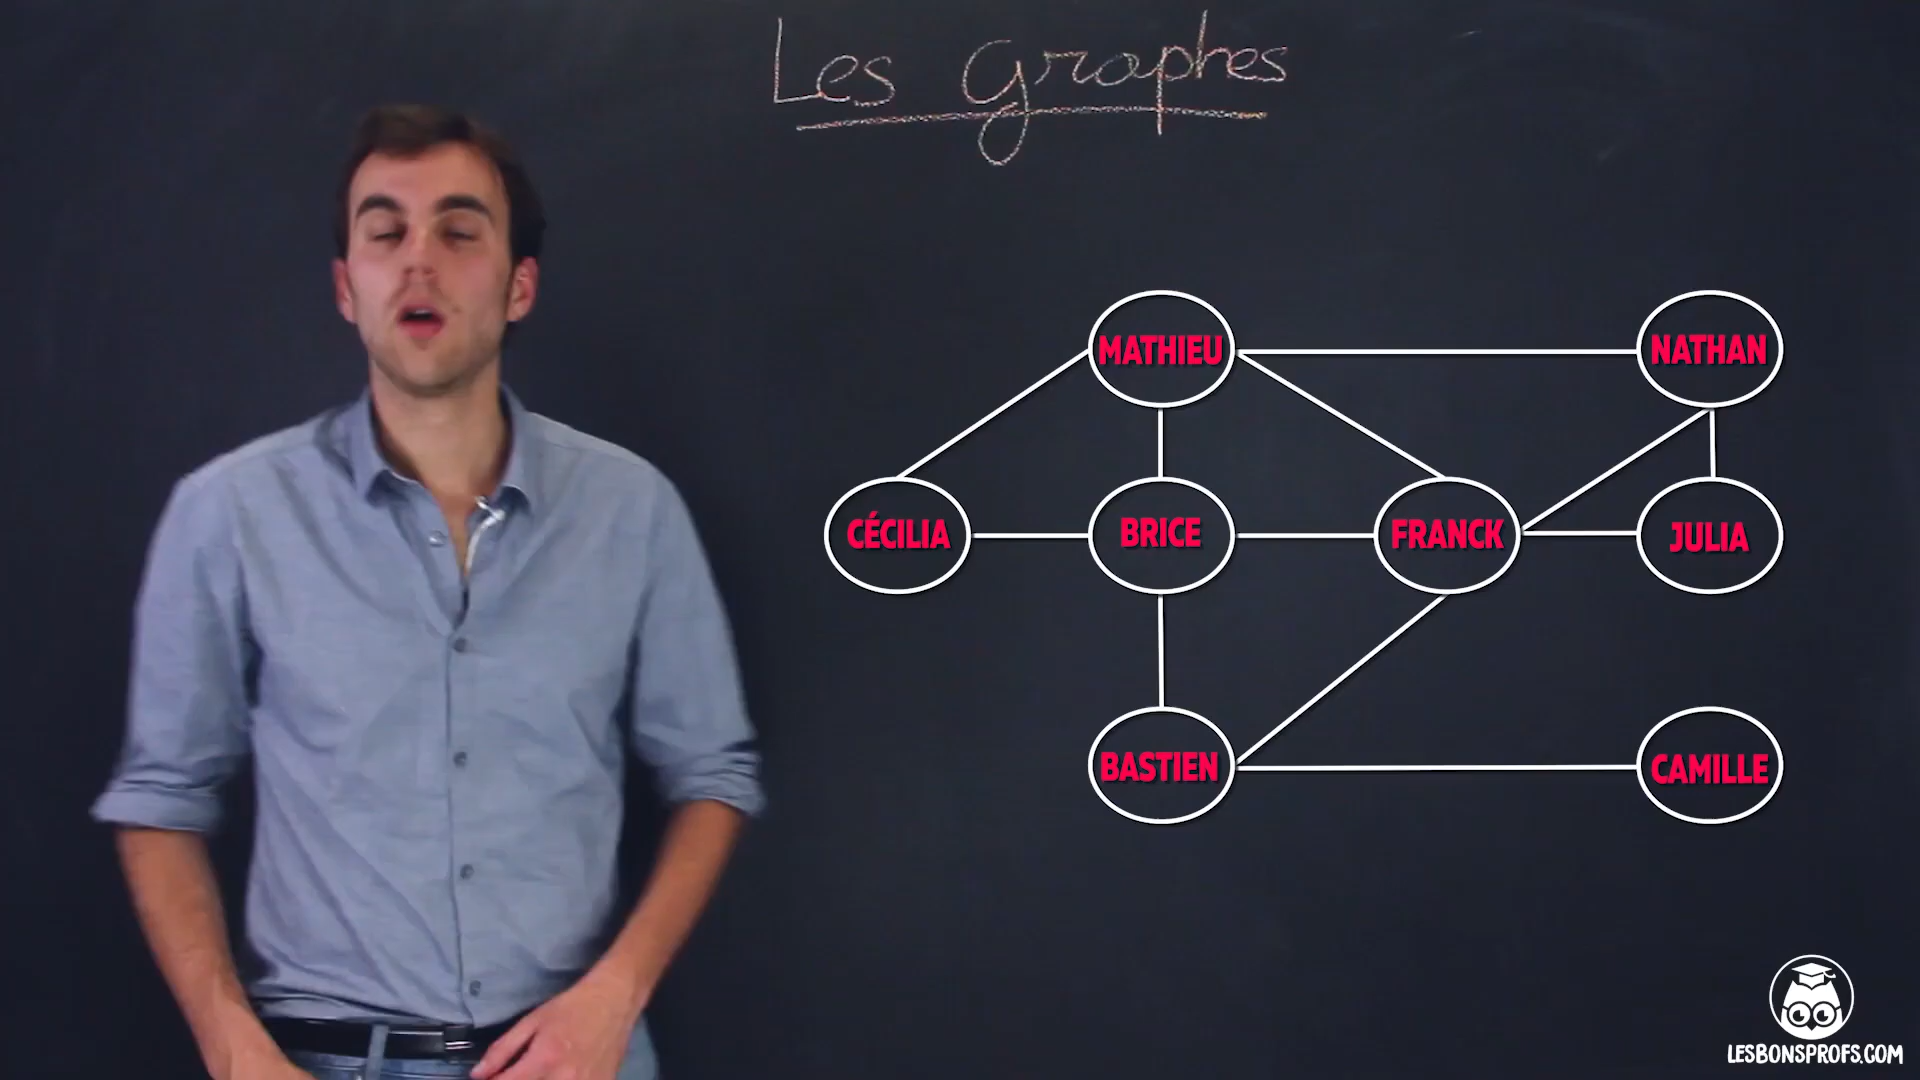 Les Graphes
MATHIEU
NATHAN
CÉCILIA
BRICE
FRANCK
JULIA
BASTIEN
CAMILLE
LESBONSPROFS.COM